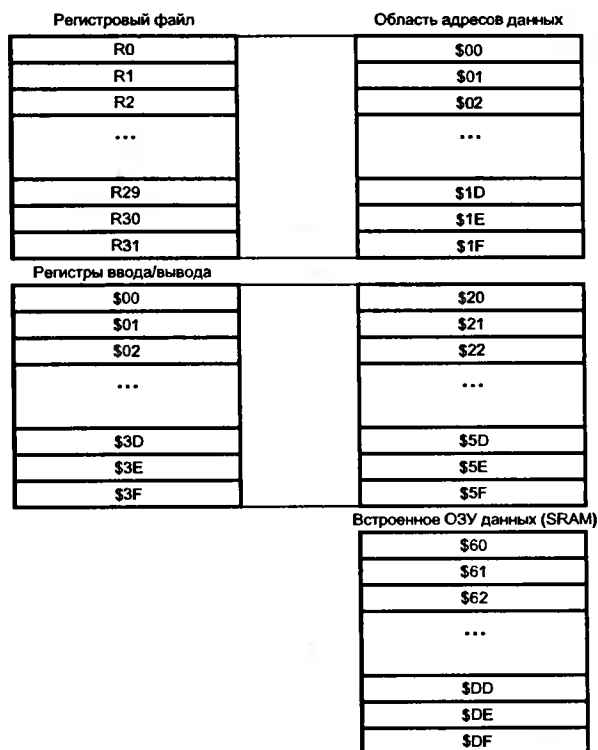 Регистровый файл Область адресов данных
R0 $00
R1 $01
R2 $02
... ...
R29 $1D
R30 $1E
R31 $1F
Регистры ввода/вывода
$00 $20
$01 $21
$02 $22
... ...
$3D $5D
$3E $5E
$3F $5F
Встроенное ОЗУ данных (SRAM)
$60
$61
$62
...
$DD
$DE
$DF